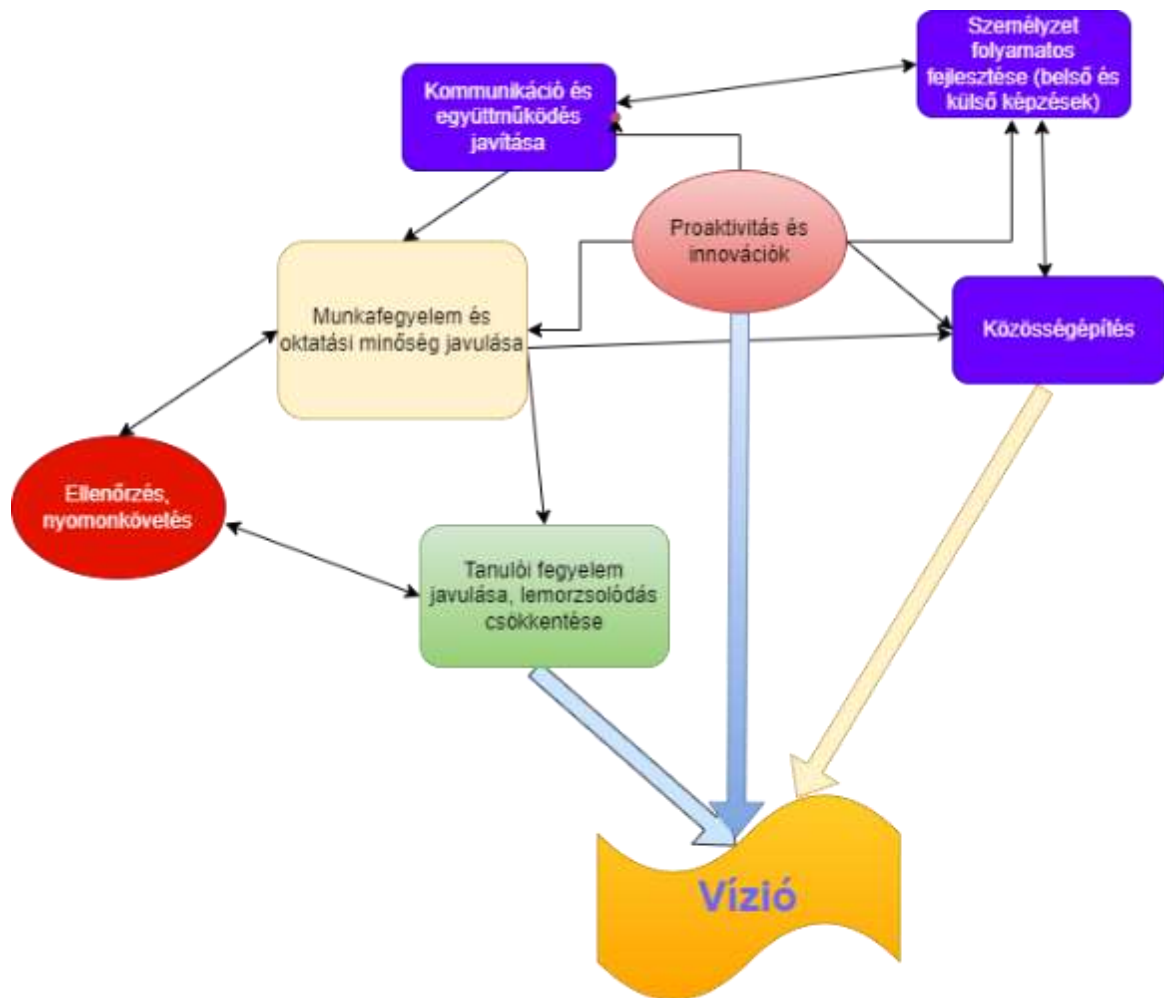 Személyzet
folyamatos
fejlesztése (belső és
külső képzések)
Kommunikáció és
együttműködés
javítása
Proaktivitás és
innovációk
Munkafegyelem és
oktatási minőség javulása
Közösségépítés
Ellenőrzés,
nyomonkövetés
Tanulói fegyelem
javulása, lemorzsolódás
csökkentése
Vízió